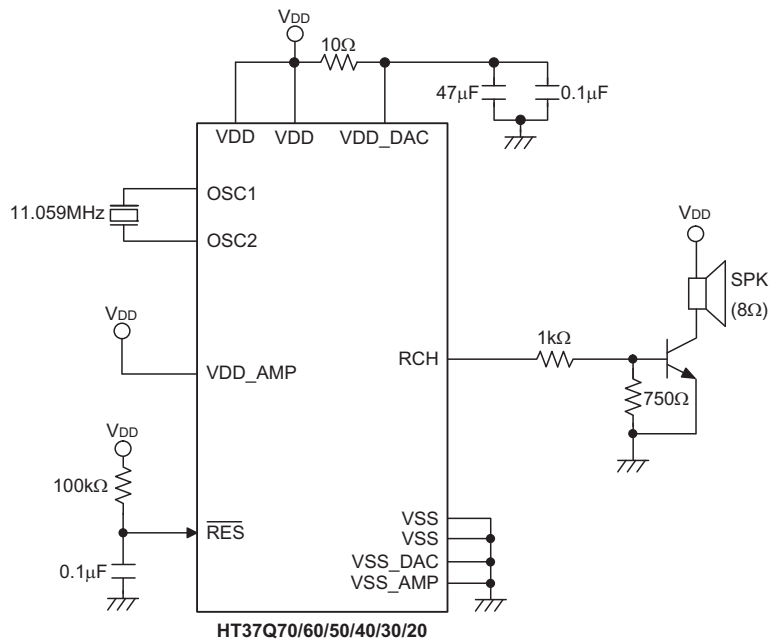 VDD
10Ω
47μF
0.1μF
VDD
VDD
VDD_DAC
OSC1
11.059MHz
OSC2
VDD
SPK
(8Ω)
VDD
1kΩ
RCH
VDD_AMP
750Ω
VDD
100kΩ
RES
VSS
VSS
VSS_DAC
0.1μF
VSS_AMP
HT37Q70/60/50/40/30/20